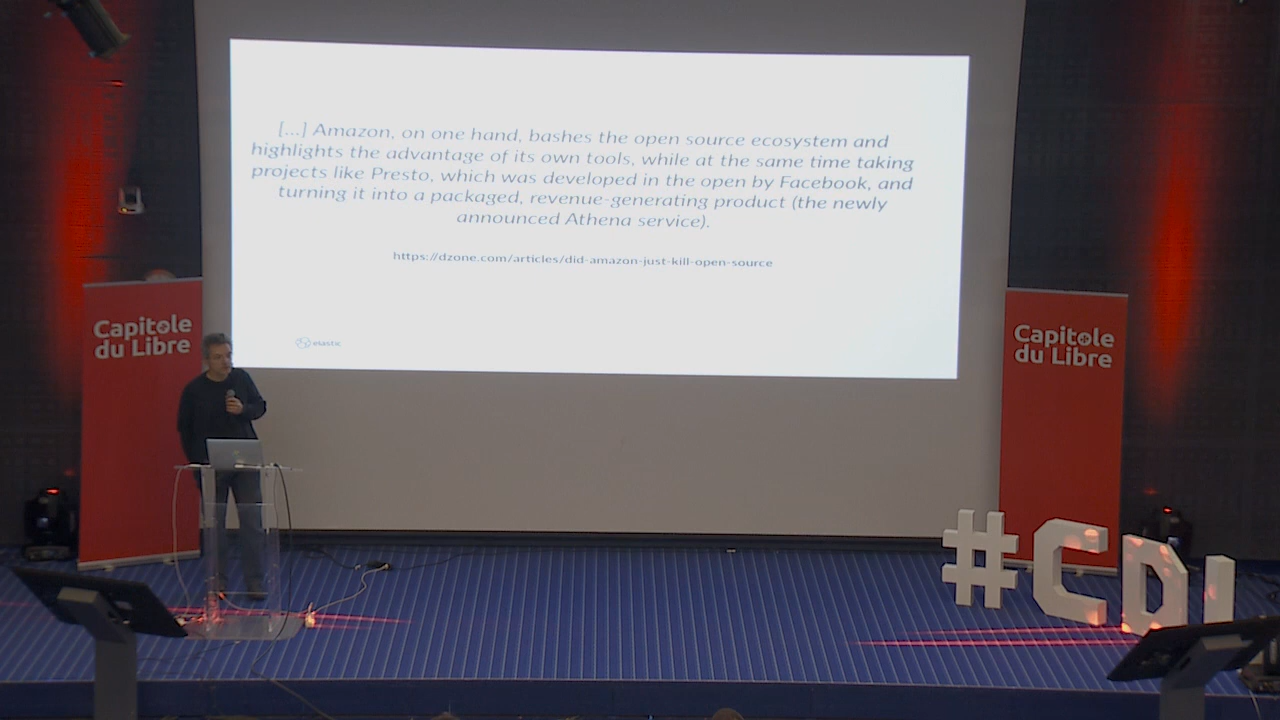 [...] Amazon, on one hand, bashes the open source ecosystem and
highlights the advantage of its own tools, while at the same time taking
projects like Presto, which was developed in the open by Facebook, and
turning it into a packaged, revenue-generating product (the newly
announced Athena service).
https://dzone.com/articles/did-amazon-just-kill-open-source
elastic
Capitole
du Libre
Capitole
du Libre
#CDL